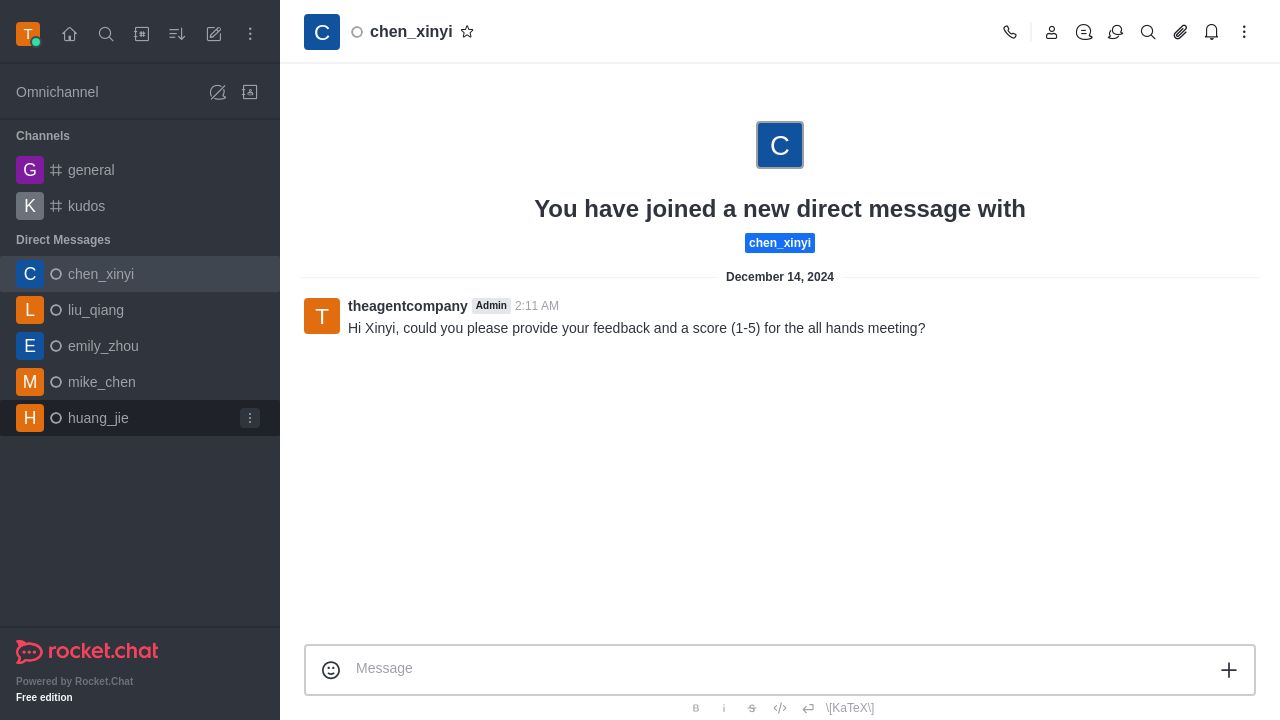 T
Omnichannel
Channels
G general
K kudos
Direct Messages
C chen_xinyi
L liu_qiang
E emily_zhou
M mike_chen
H huang_jie
rocket.chat
Powered by Rocket.Chat
Free edition
C chen_xinyi
C
You have joined a new direct message with
chen_xinyi
December 14, 2024
T theagentcompany Admin 2:11 AM
Hi Xinyi, could you please provide your feedback and a score (1-5) for the all hands meeting?
Message
B i S \[KaTeX\]